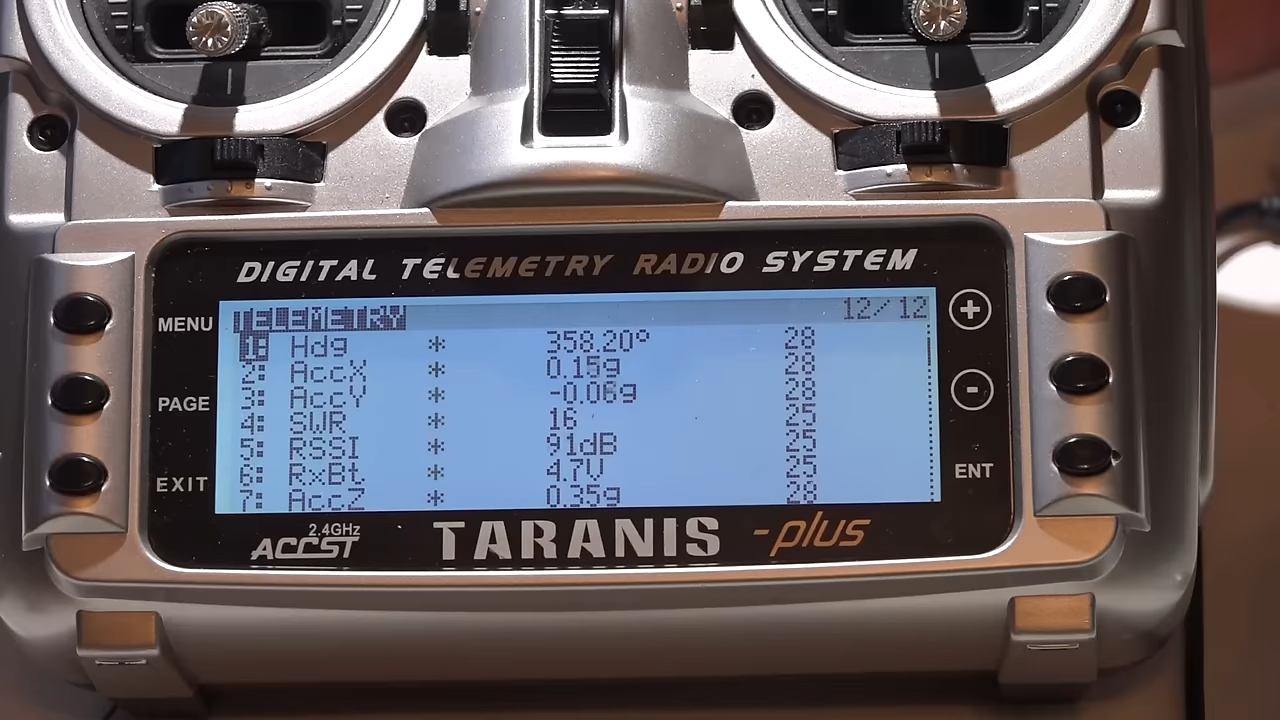 DIGITAL TELEMETRY RADIO SYSTEM
MENU
PAGE
EXIT
TELEMETRY 12/12
1: Hdg * 358.20º 28
2: AccX * 0.15g 28
3: AccY * -0.06g 28
4: SWR * 16 25
5: RSSI * 91dB 25
6: RxBt * 4.7V 25
7: AccZ * 0.35g 28
+
-
ENT
2.4GHz
ACCST
TARANIS -plus